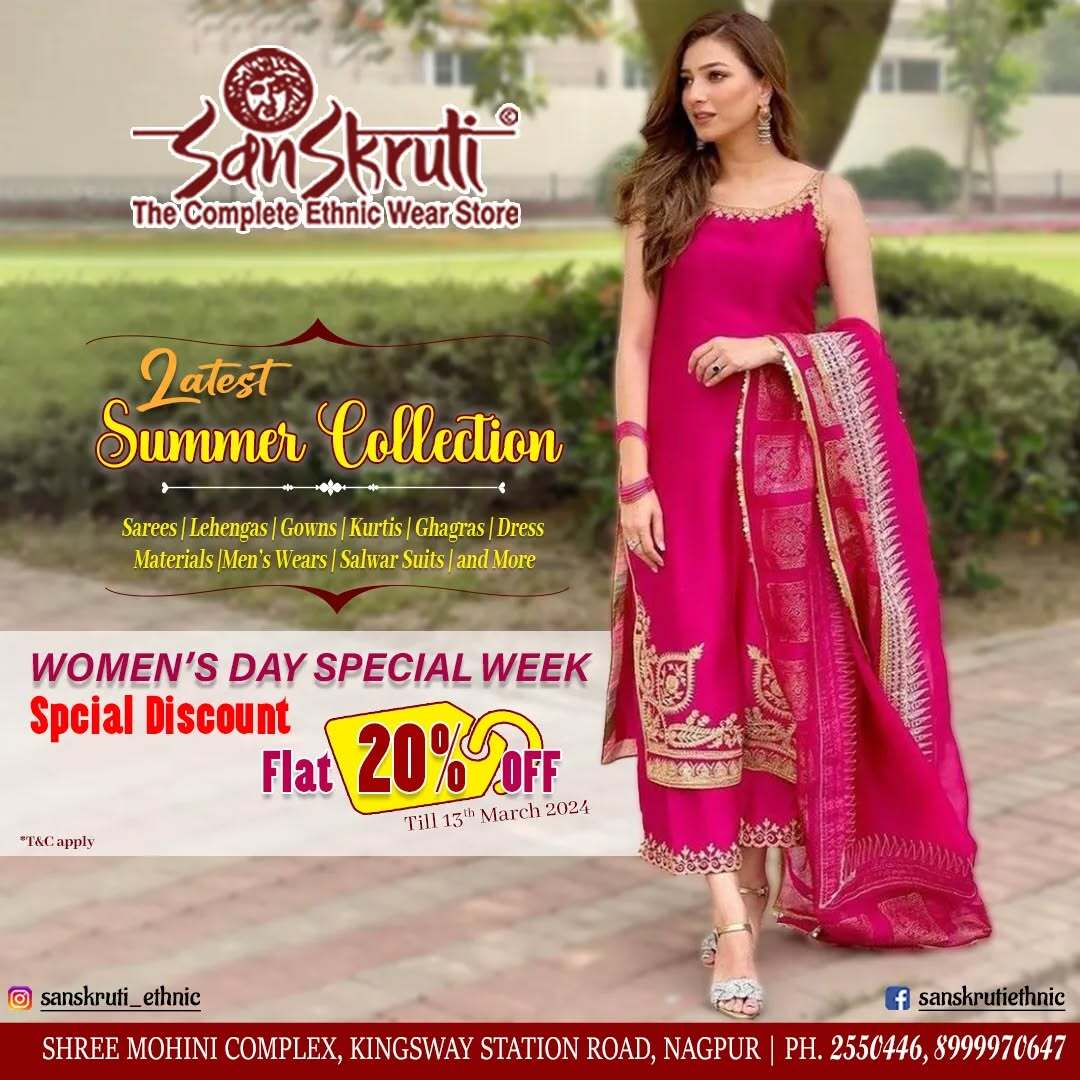 SanSkruti ©
The Complete Ethnic Wear Store
Latest
Summer Collection
Sarees | Lehengas | Gowns | Kurtis | Ghagras | Dress
Materials |Men's Wears | Salwar Suits | and More
WOMEN'S DAY SPECIAL WEEK
Spcial Discount
Flat 20% OFF
Till 13th March 2024
*T&C apply
sanskruti_ethnic
sanskrutiethnic
SHREE MOHINI COMPLEX, KINGSWAY STATION ROAD, NAGPUR | PH. 2550446, 8999970647